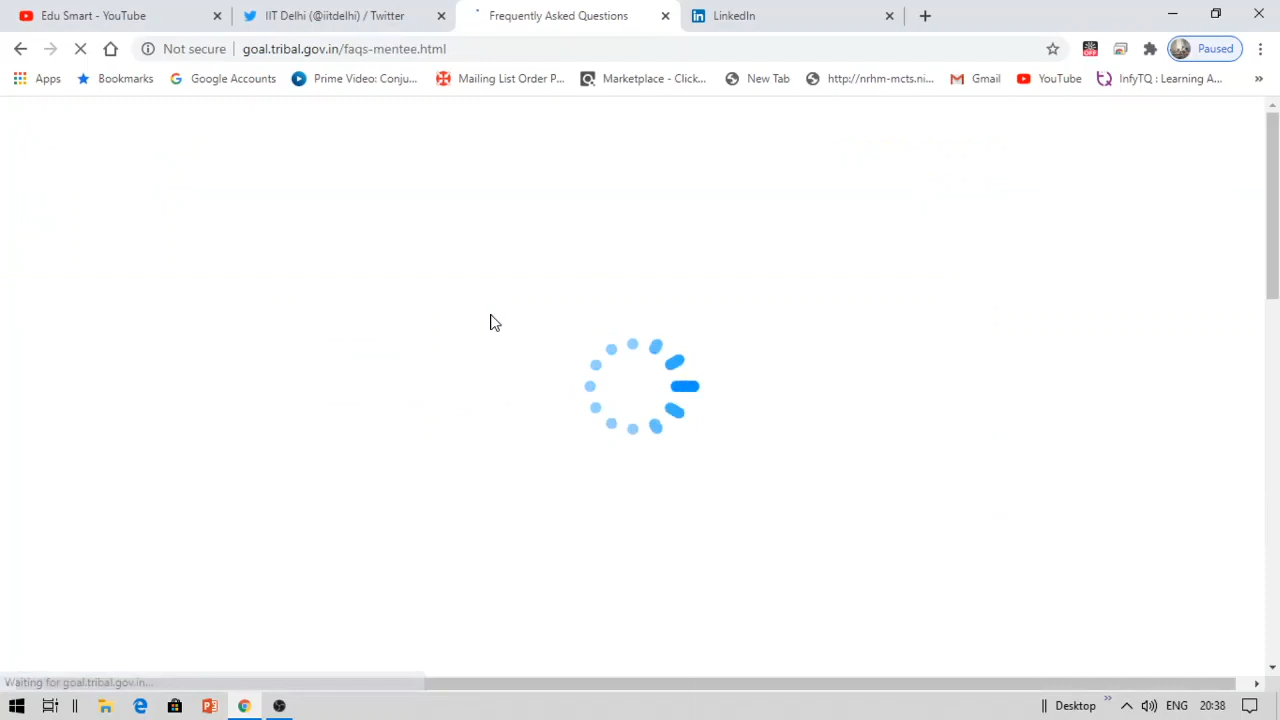 Edu Smart - YouTube
IIT Delhi (@iitdelhi) / Twitter
Frequently Asked Questions
LinkedIn
Not secure
goal.tribal.gov.in/faqs-mentee.html
OFF
Paused
Apps
Bookmarks
Google Accounts
Prime Video: Conju...
Mailing List Order P...
Marketplace - Click...
New Tab
http://nrhm-mcts.ni...
Gmail
YouTube
InfyTQ : Learning A...
Waiting for goal.tribal.gov.in...
Desktop
ENG
20:38